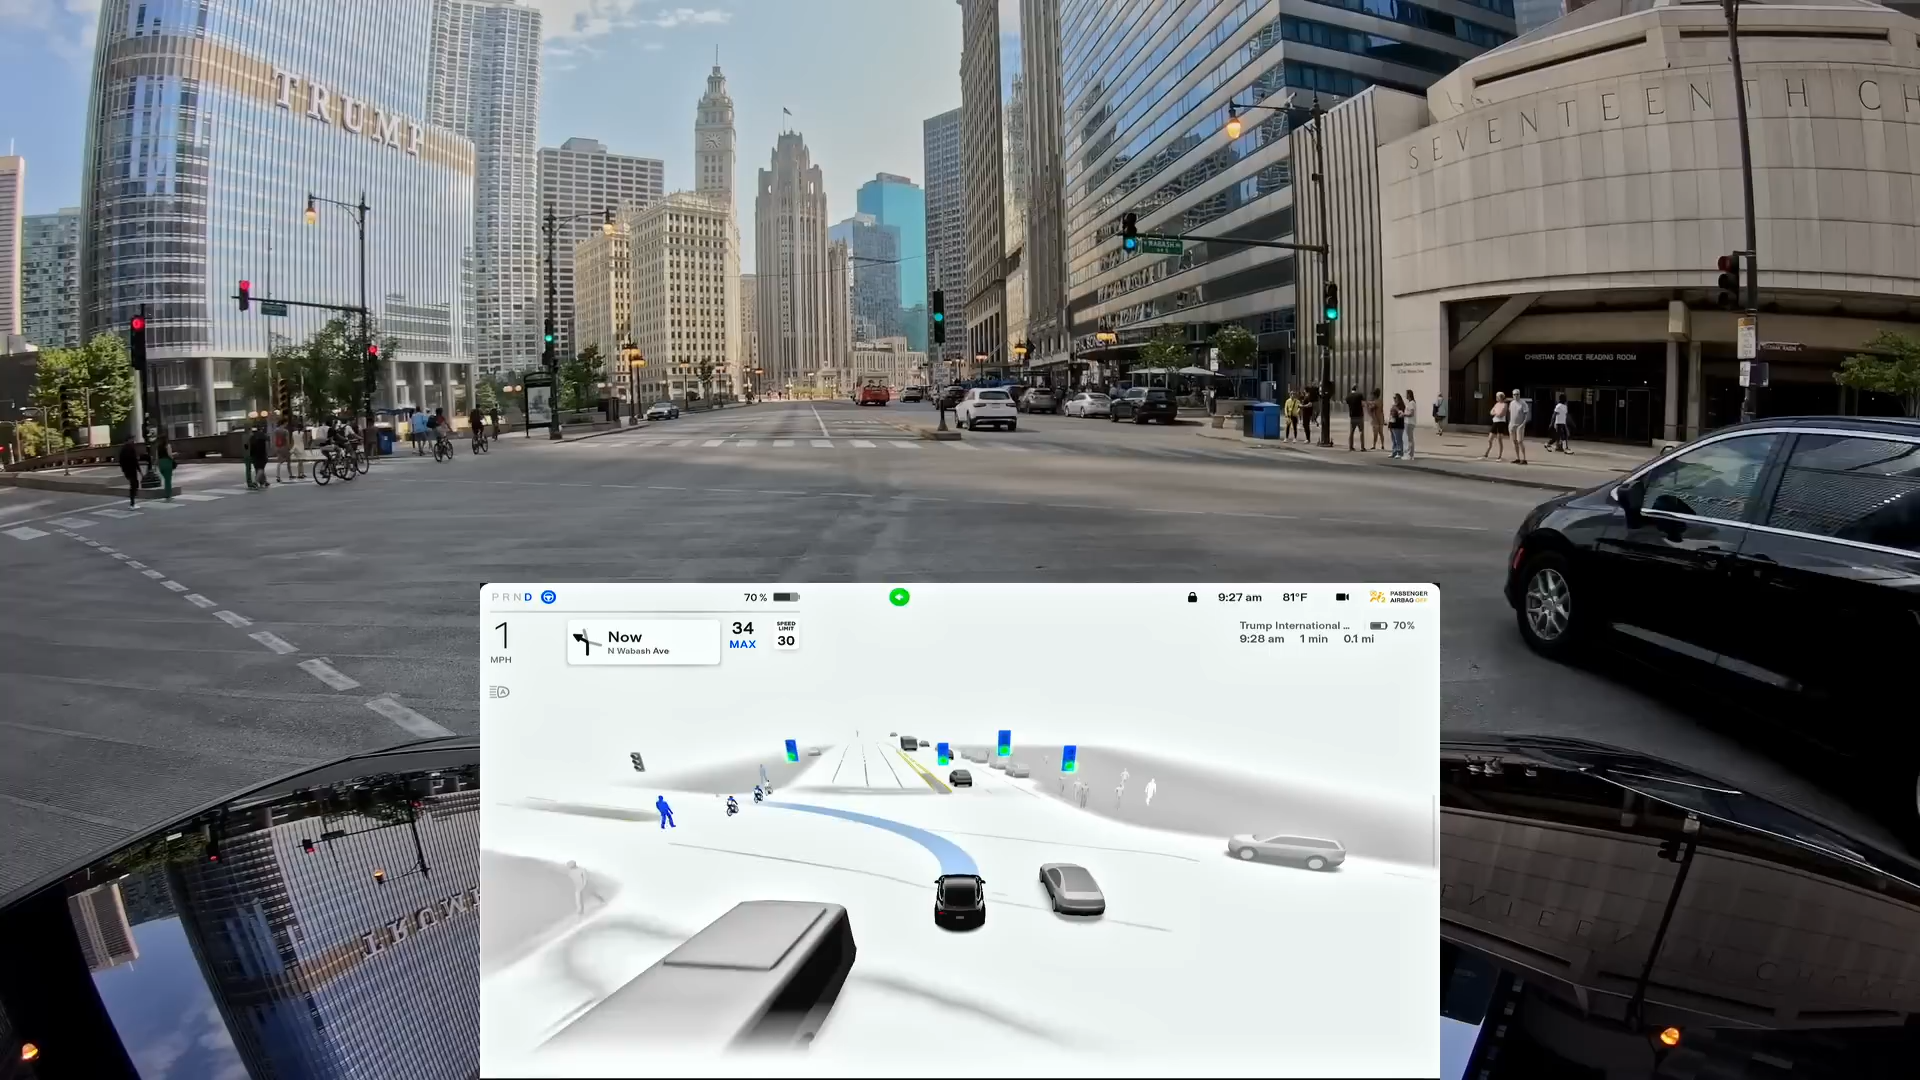 TRUMP
SEVENTEENTH CH
WABASH
CHRISTIAN SCIENCE READING ROOM
P R N D
70 %
9:27 am
81°F
PASSENGER
AIRBAG OFF
1
MPH
Now
N Wabash Ave
34
MAX
SPEED
LIMIT
30
Trump International ...
70%
9:28 am
1 min
0.1 mi